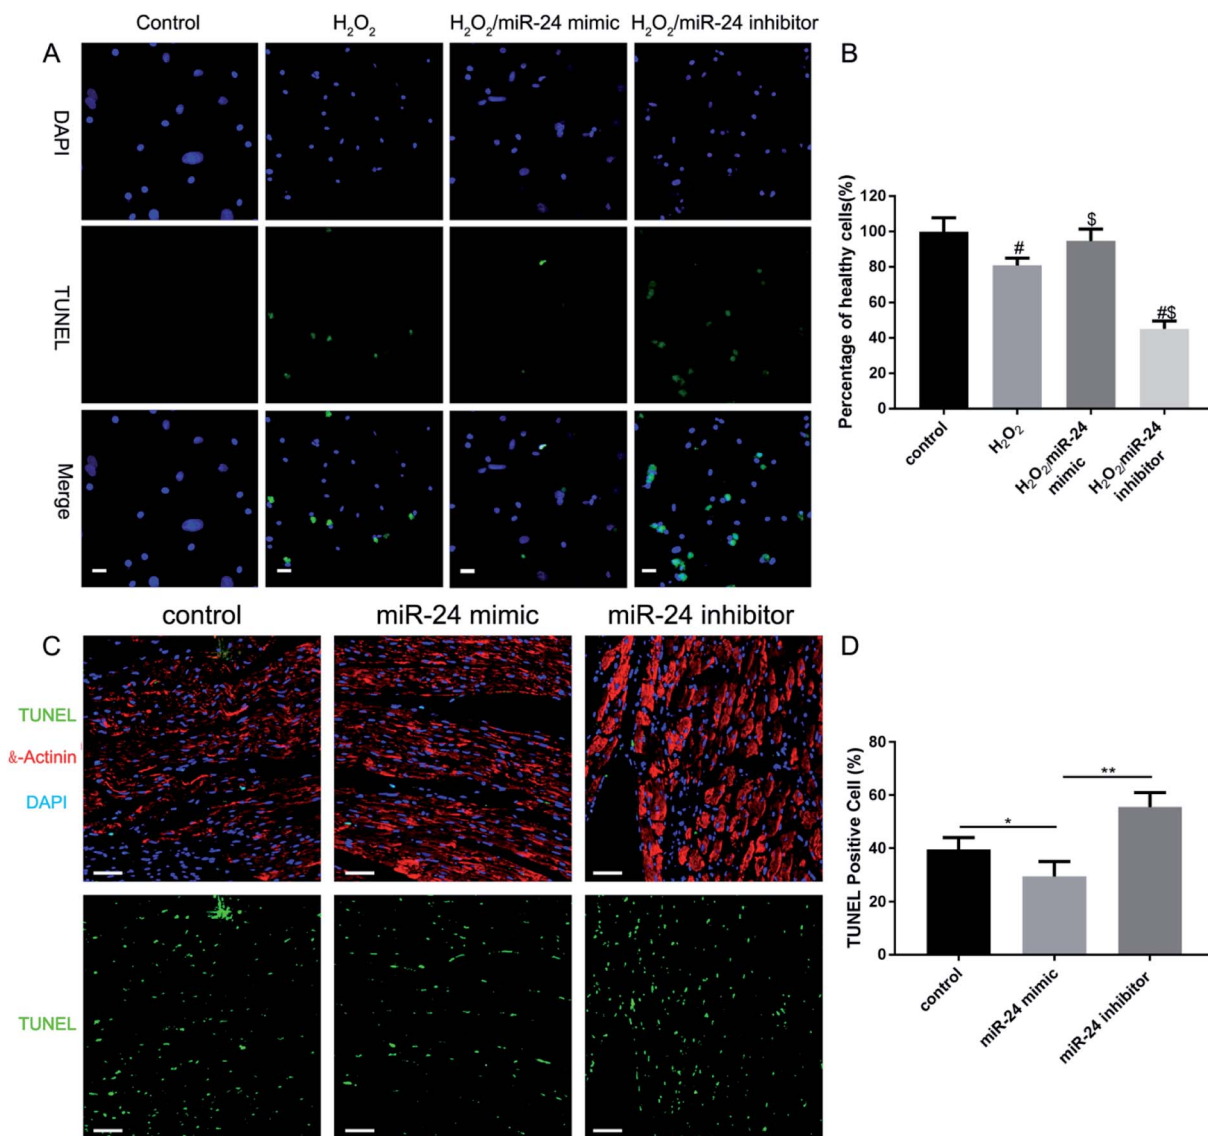 Control
H₂O₂
H₂O₂/miR-24 mimic
H₂O₂/miR-24 inhibitor
A
DAPI
TUNEL
Merge
B
Percentage of healthy cells(%)
120
100
80
60
40
20
0
#
$
#$
control
H₂O₂
H₂O₂/miR-24
mimic
H₂O₂/miR-24
inhibitor
C
control
miR-24 mimic
miR-24 inhibitor
TUNEL
&-Actinin
DAPI
TUNEL
D
TUNEL Positive Cell (%)
80
60
40
20
0
*
**
control
miR-24 mimic
miR-24 inhibitor